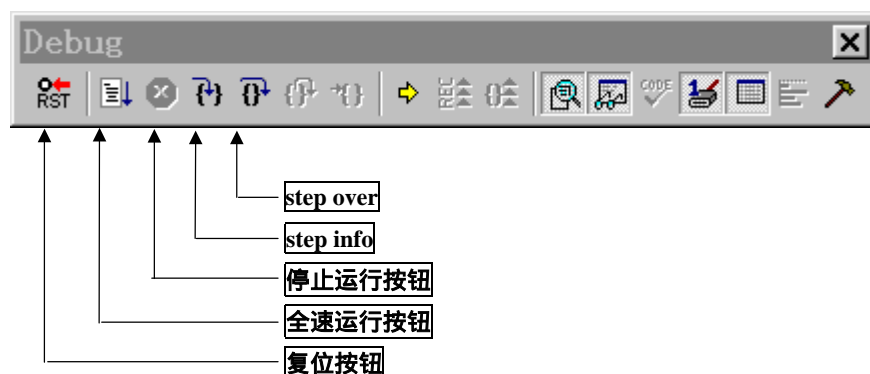 Debug
RST
CODE
step over
step info
停止运行按钮
全速运行按钮
复位按钮